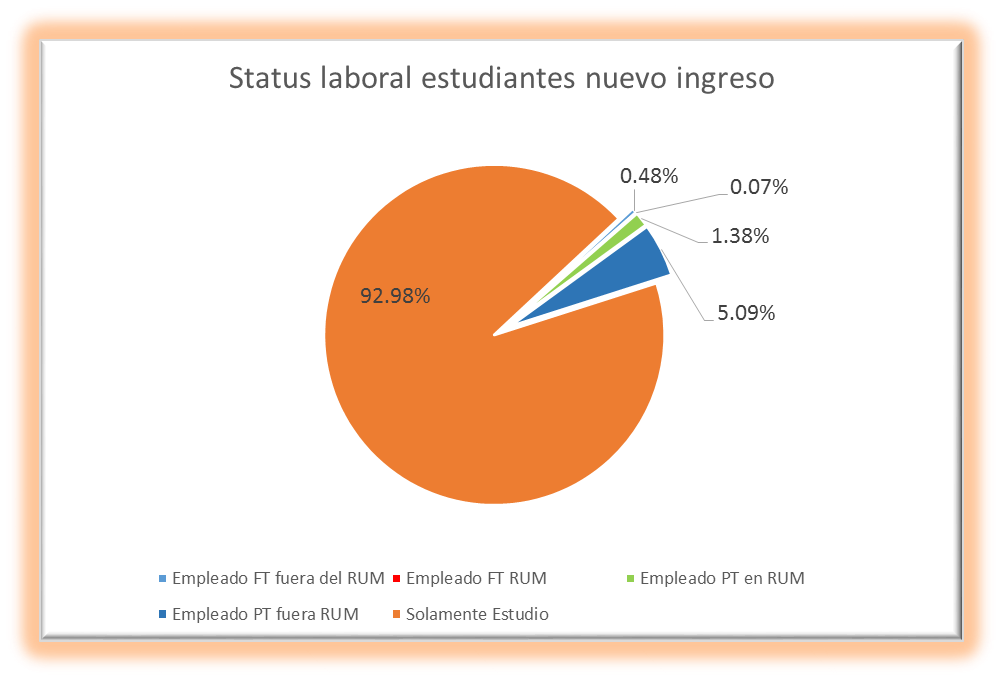 Status laboral estudiantes nuevo ingreso
0.48%
0.07%
1.38%
92.98%
5.09%
Empleado FT fuera del RUM
Empleado FT RUM
Empleado PT en RUM
Empleado PT fuera RUM
Solamente Estudio